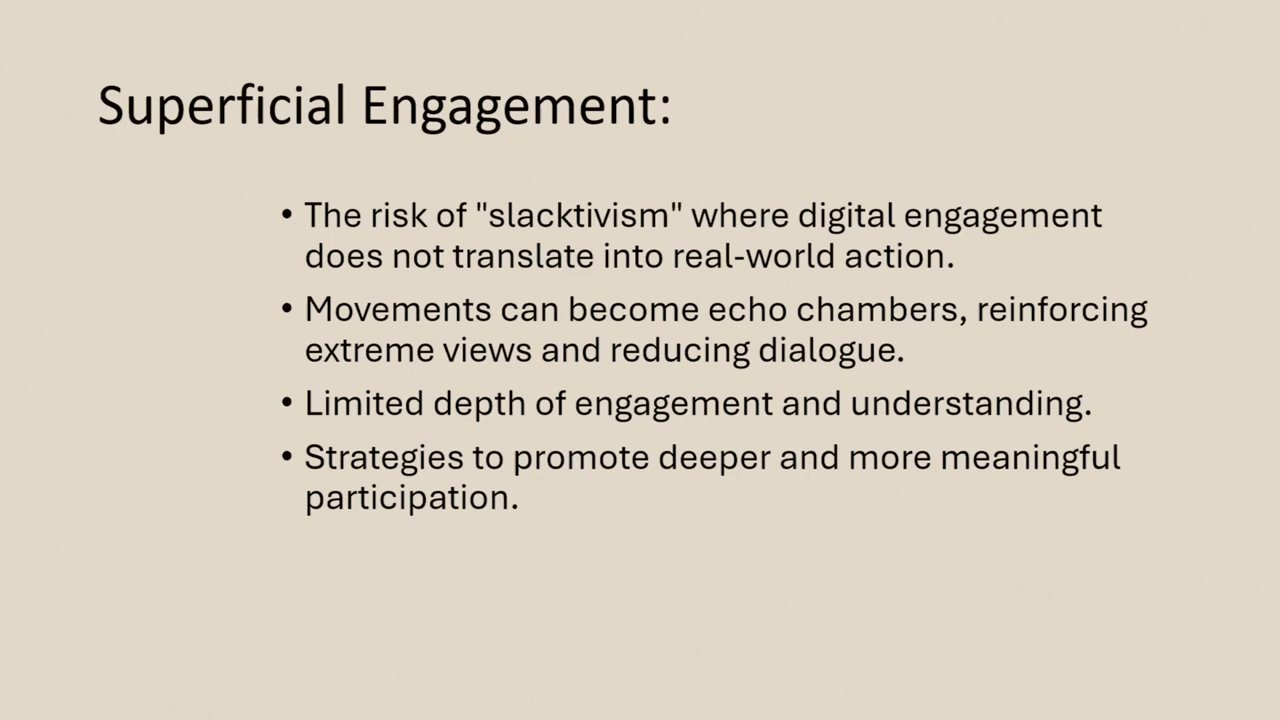 Superficial Engagement:
• The risk of "slacktivism" where digital engagement
does not translate into real-world action.
• Movements can become echo chambers, reinforcing
extreme views and reducing dialogue.
• Limited depth of engagement and understanding.
• Strategies to promote deeper and more meaningful
participation.